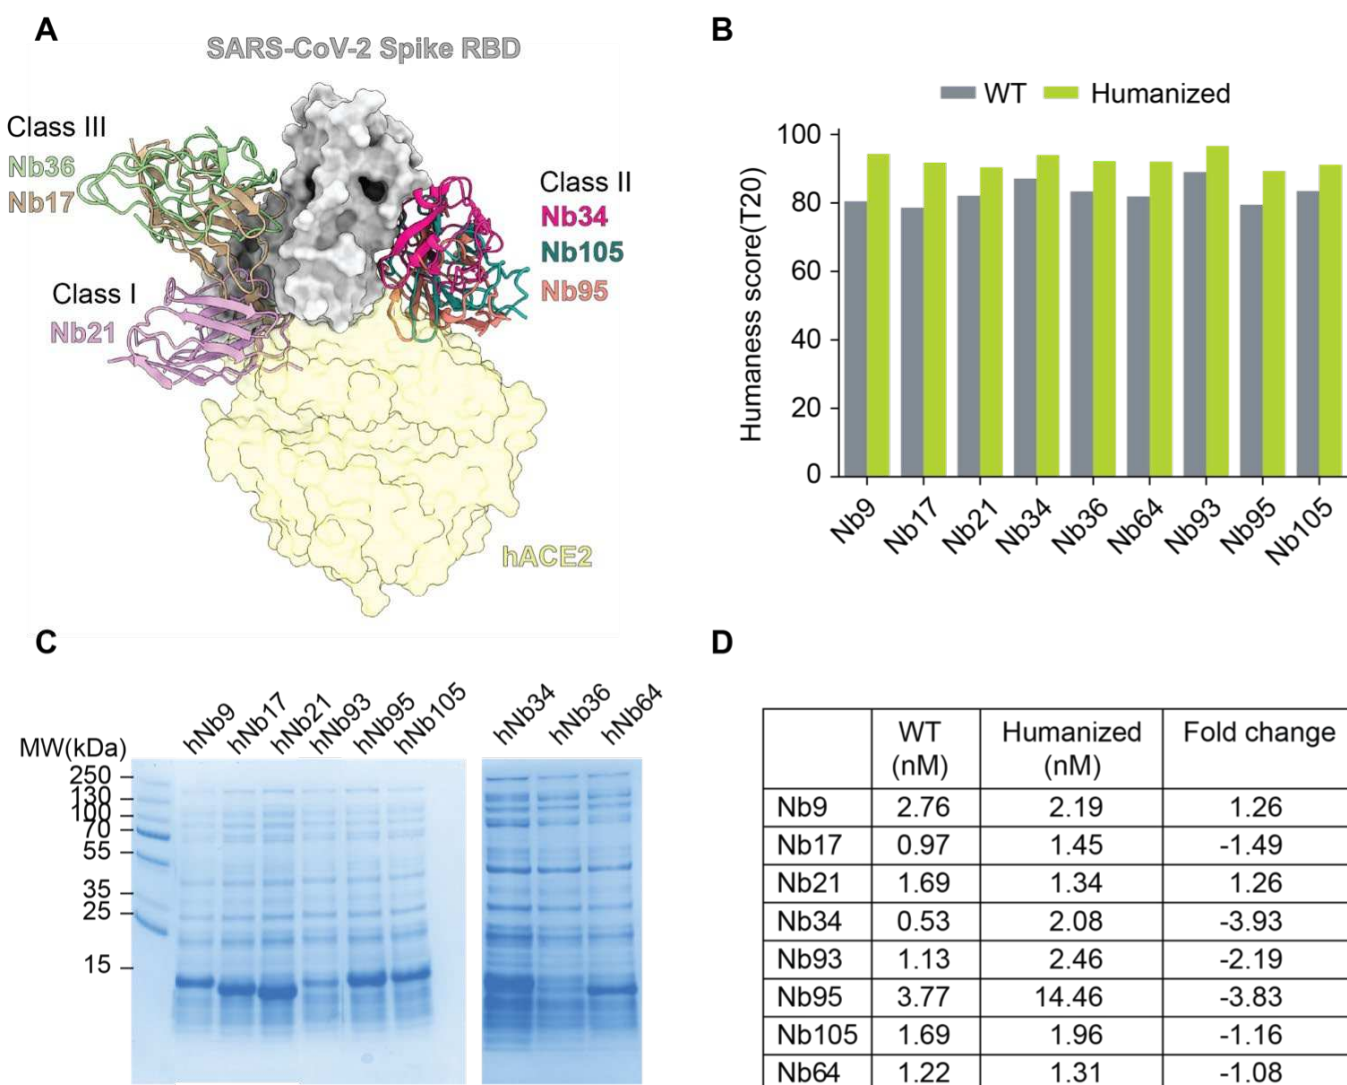 A
SARS-CoV-2 Spike RBD
Class III
Nb36
Nb17
Class I
Nb21
Class II
Nb34
Nb105
Nb95
hACE2
B
WT Humanized
Humaness score(T20)
100
80
60
40
20
0
Nb9 Nb17 Nb21 Nb34 Nb36 Nb64 Nb93 Nb95 Nb105
C
hNb9 hNb17 hNb21 hNb93 hNb95 hNb105 hNb34 hNb36 hNb64
MW(kDa)
250
130
100
70
55
35
25
15
D
WT (nM) Humanized (nM) Fold change
Nb9 2.76 2.19 1.26
Nb17 0.97 1.45 -1.49
Nb21 1.69 1.34 1.26
Nb34 0.53 2.08 -3.93
Nb93 1.13 2.46 -2.19
Nb95 3.77 14.46 -3.83
Nb105 1.69 1.96 -1.16
Nb64 1.22 1.31 -1.08